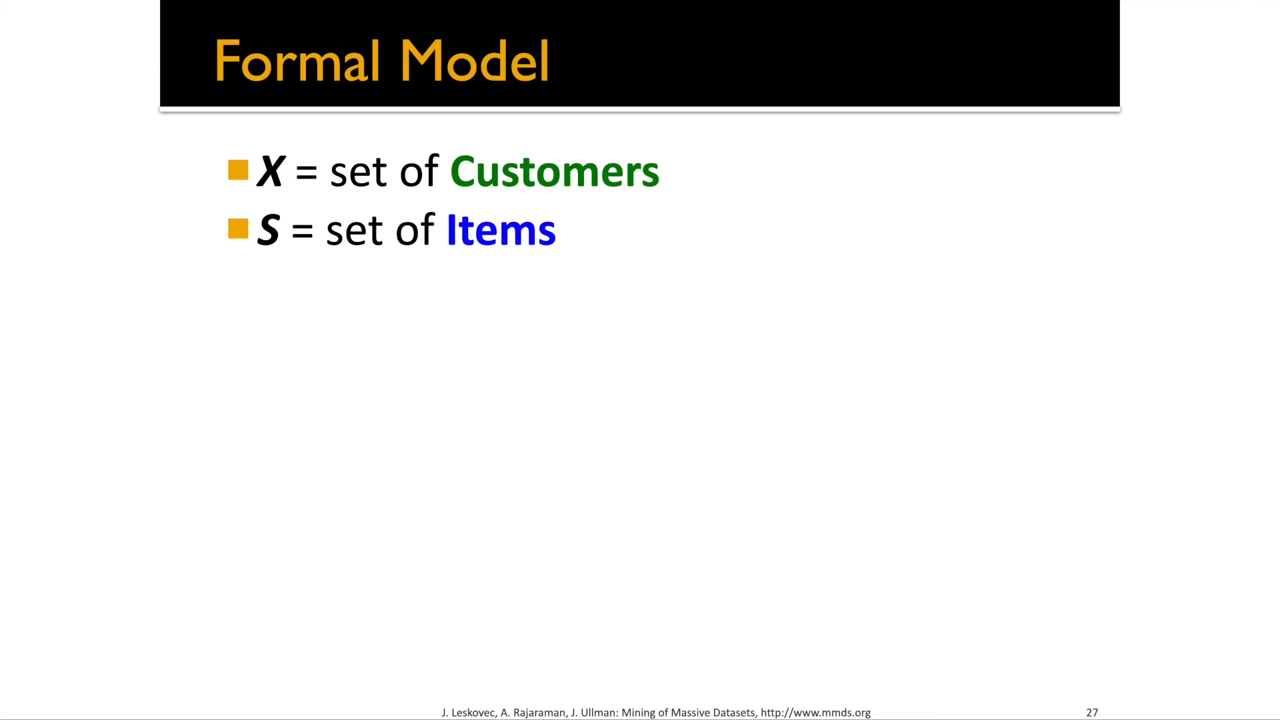 Formal Model
X = set of Customers
S = set of Items
J. Leskovec, A. Rajaraman, J. Ullman: Mining of Massive Datasets, http://www.mmds.org
27